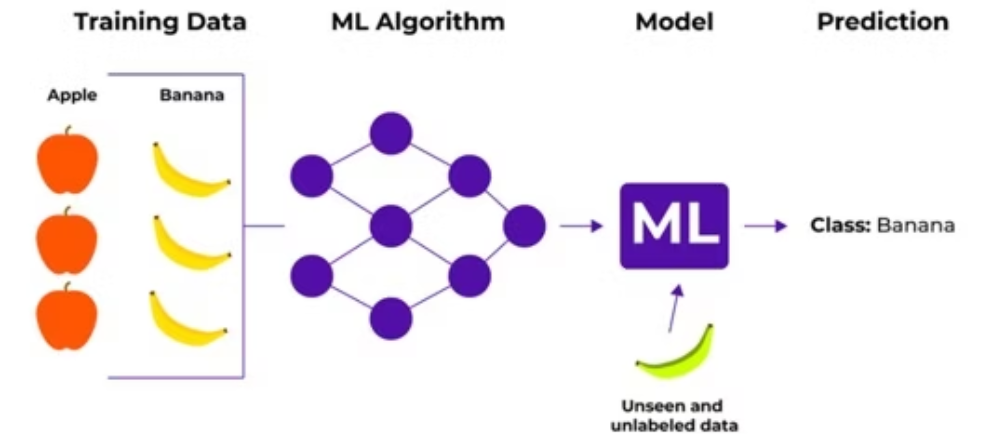 Training Data
ML Algorithm
Model
Prediction
Apple
Banana
ML
Class: Banana
Unseen and
unlabeled data